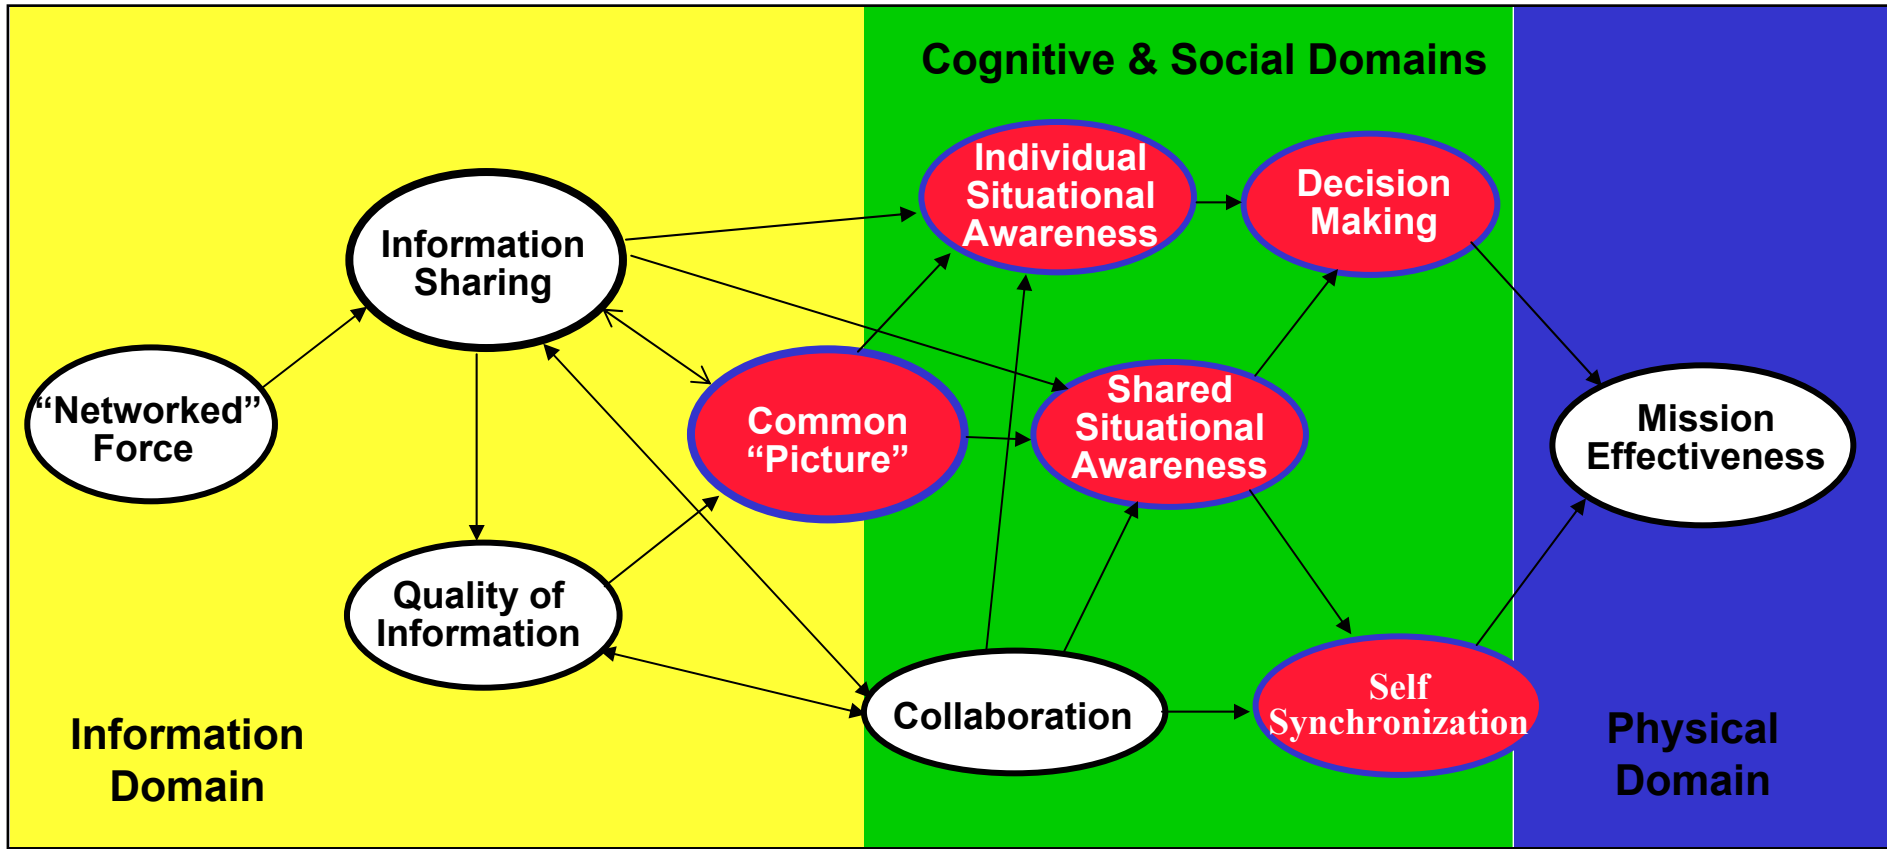 Cognitive & Social Domains
Individual
Situational
Awareness
Decision
Making
Information
Sharing
“Networked”
Force
Common
“Picture”
Shared
Situational
Awareness
Mission
Effectiveness
Quality of
Information
Collaboration
Self
Synchronization
Information
Domain
Physical
Domain